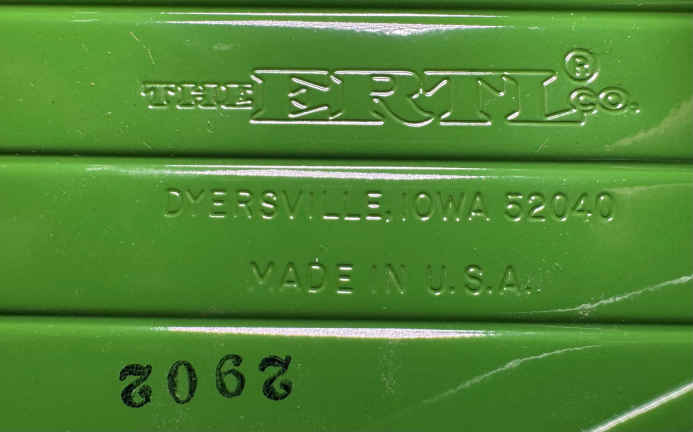 THE ERTL® CO.
DYERSVILLE, IOWA 52040
MADE IN U.S.A.
2062